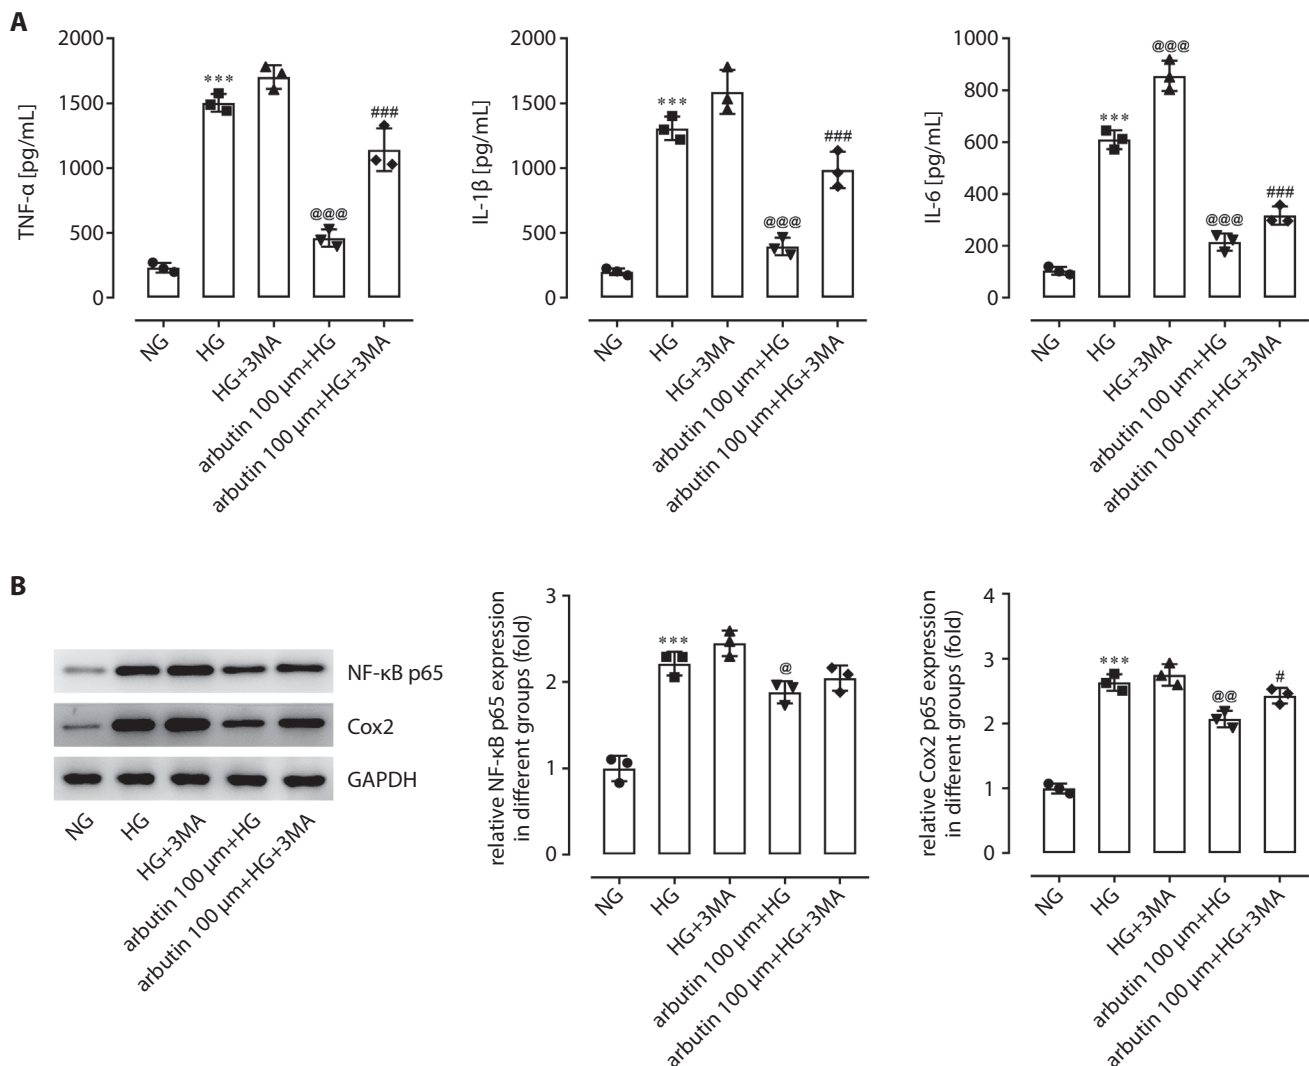 A
TNF-α [pg/mL]
2000
1500
1000
500
0
***
@@@
###
NG
HG
HG+3MA
arbutin 100 µm+HG
arbutin 100 µm+HG+3MA
IL-1β [pg/mL]
2000
1500
1000
500
0
***
@@@
###
NG
HG
HG+3MA
arbutin 100 µm+HG
arbutin 100 µm+HG+3MA
IL-6 [pg/mL]
1000
800
600
400
200
0
***
@@@
@@@
###
NG
HG
HG+3MA
arbutin 100 µm+HG
arbutin 100 µm+HG+3MA
B
NF-κB p65
Cox2
GAPDH
NG
HG
HG+3MA
arbutin 100 µm+HG
arbutin 100 µm+HG+3MA
relative NF-κB p65 expression
in different groups (fold)
3
2
1
0
***
@
NG
HG
HG+3MA
arbutin 100 µm+HG
arbutin 100 µm+HG+3MA
relative Cox2 p65 expression
in different groups (fold)
4
3
2
1
0
***
@@
#
NG
HG
HG+3MA
arbutin 100 µm+HG
arbutin 100 µm+HG+3MA